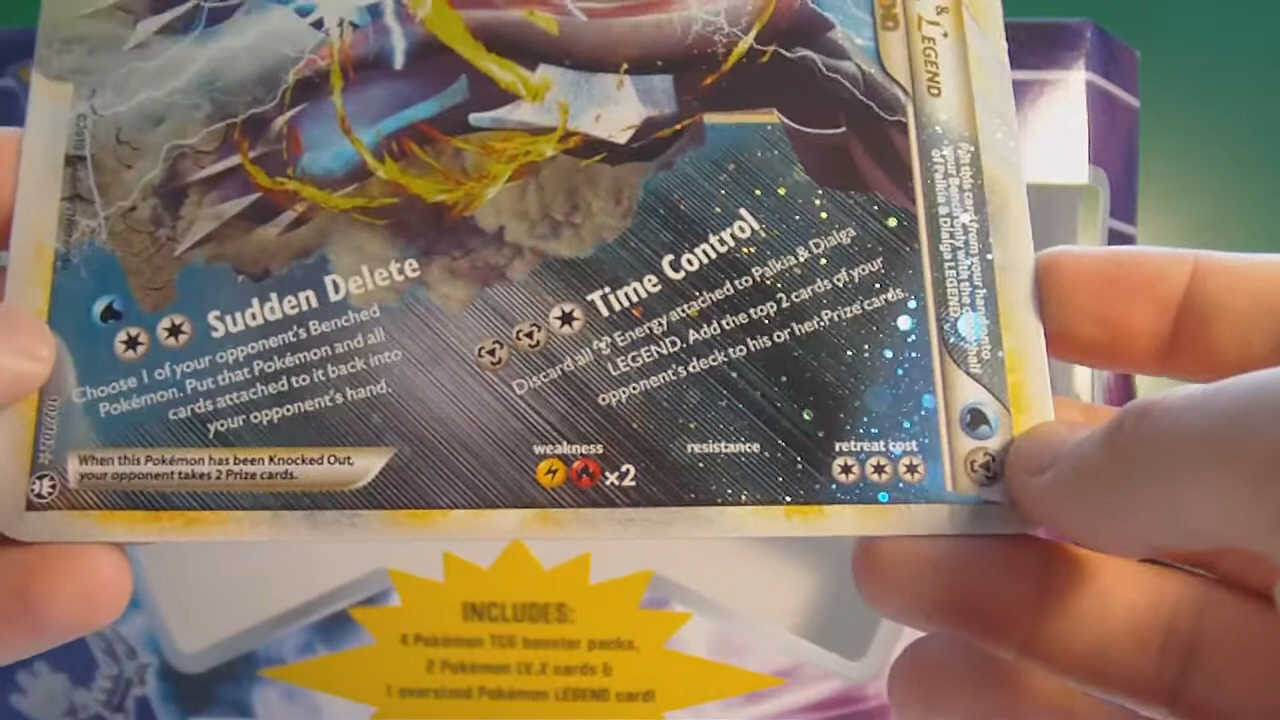 & LEGEND
Put this card from your hand onto
your Bench only with the other half
of Palkia & Dialga LEGEND.
Sudden Delete
Choose 1 of your opponent's Benched
Pokémon. Put that Pokémon and all
cards attached to it back into
your opponent's hand.
Time Control
Discard all Energy attached to Palkia & Dialga
LEGEND. Add the top 2 cards of your
opponent's deck to his or her Prize cards.
102/102
When this Pokémon has been Knocked Out,
your opponent takes 2 Prize cards.
weakness
×2
resistance
retreat cost
INCLUDES:
4 Pokémon TCG booster packs,
2 Pokémon LV.X cards &
1 oversized Pokémon LEGEND card!